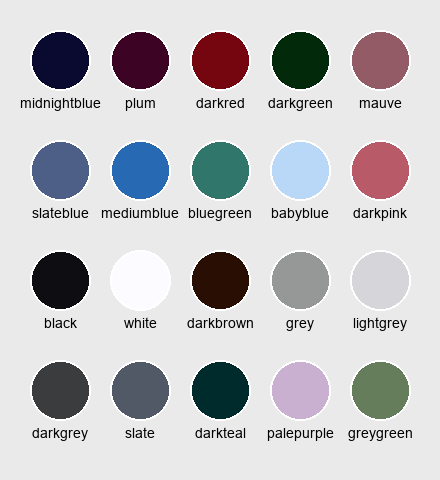 midnightblue plum darkred darkgreen mauve
slateblue mediumblue bluegreen babyblue darkpink
black white darkbrown grey lightgrey
darkgrey slate darkteal palepurple greygreen